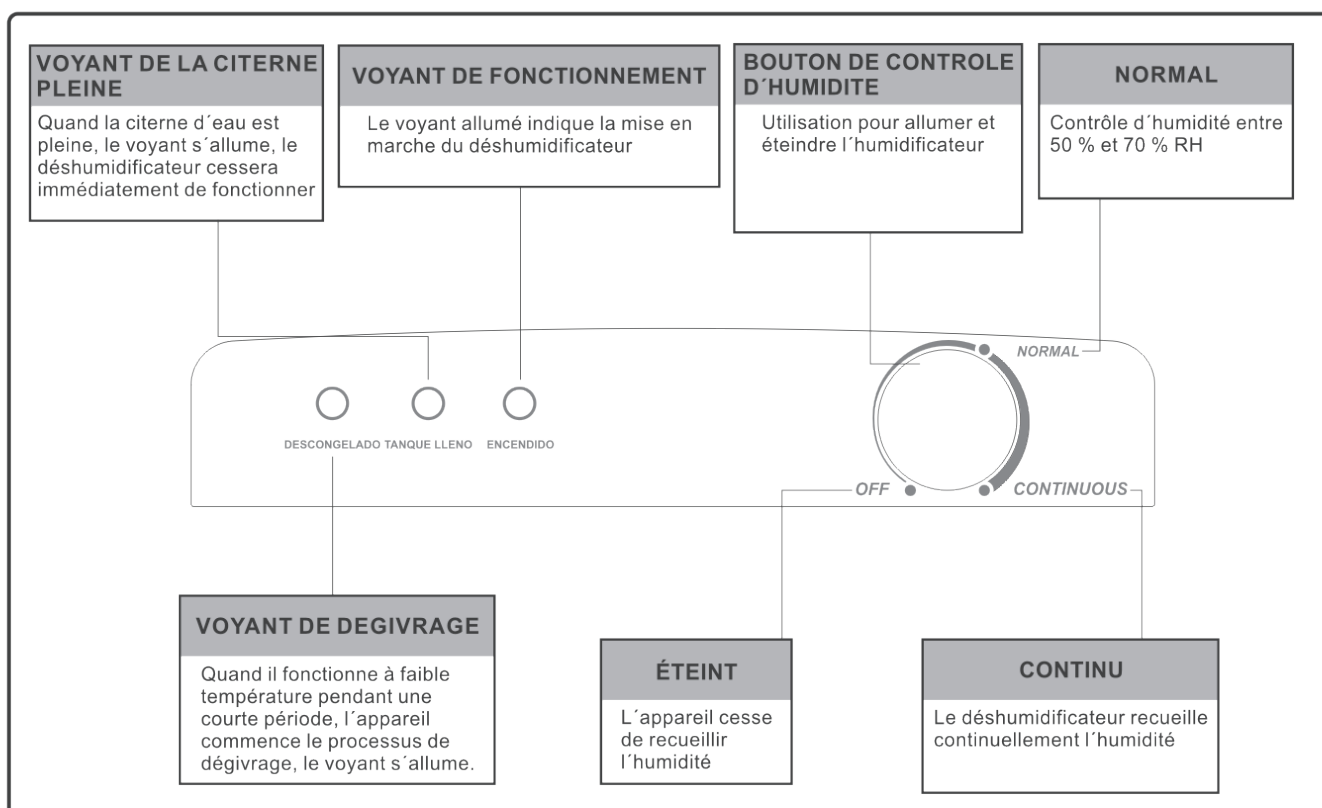 VOYANT DE LA CITERNE
PLEINE
Quand la citerne d´eau est
pleine, le voyant s´allume, le
déshumidificateur cessera
immédiatement de fonctionner
VOYANT DE FONCTIONNEMENT
Le voyant allumé indique la mise en
marche du déshumidificateur
BOUTON DE CONTROLE
D´HUMIDITE
Utilisation pour allumer et
éteindre l´humidificateur
NORMAL
Contrôle d´humidité entre
50 % et 70 % RH
NORMAL
DESCONGELADO TANQUE LLENO ENCENDIDO
OFF CONTINUOUS
VOYANT DE DEGIVRAGE
Quand il fonctionne à faible
température pendant une
courte période, l´appareil
commence le processus de
dégivrage, le voyant s´allume.
ÉTEINT
L´appareil cesse
de recueillir
l´humidité
CONTINU
Le déshumidificateur recueille
continuellement l´humidité